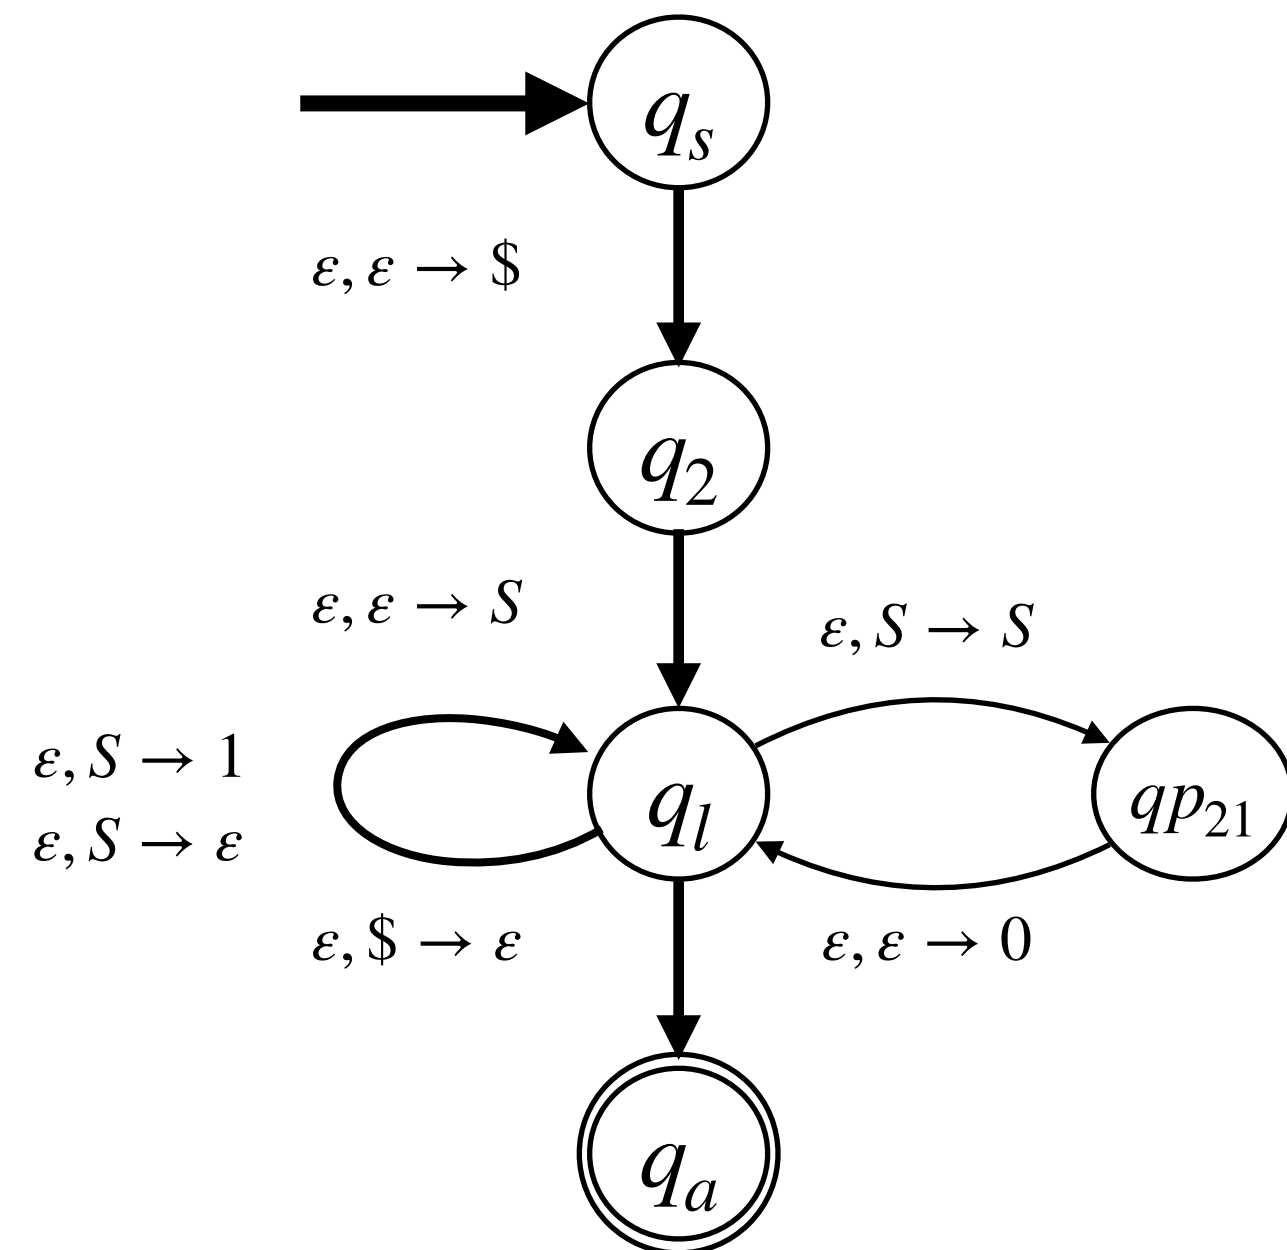 q_s
ε, ε → $
q_2
ε, ε → S
ε, S → S
ε, S → 1
ε, S → ε
q_l
qp_21
ε, $ → ε
ε, ε → 0
q_a